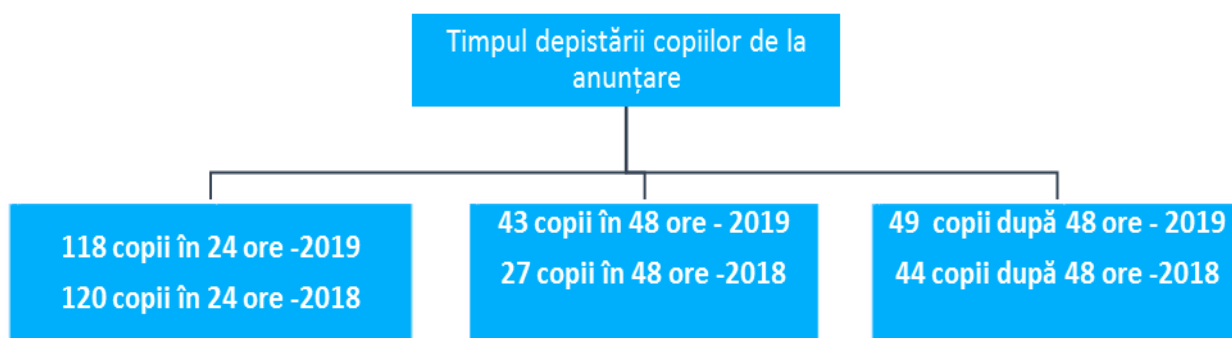 Timpul depistării copiilor de la
anunțare
118 copii în 24 ore -2019
120 copii în 24 ore -2018
43 copii în 48 ore - 2019
27 copii în 48 ore -2018
49 copii după 48 ore - 2019
44 copii după 48 ore -2018